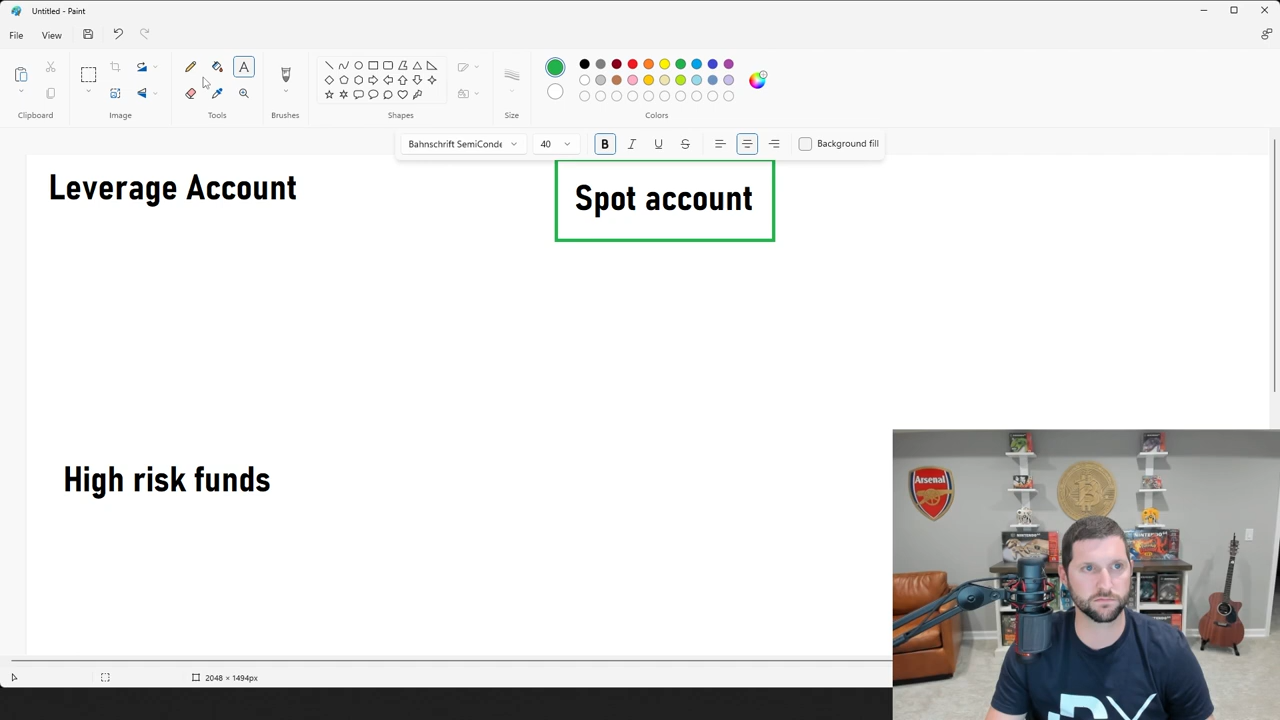 Untitled - Paint
File View
Clipboard
Image
Tools
Brushes
Shapes
Size
Colors
Bahnschrift SemiConde 40 B I U S Background fill
Leverage Account
Spot account
High risk funds
Arsenal
2048 × 1494px